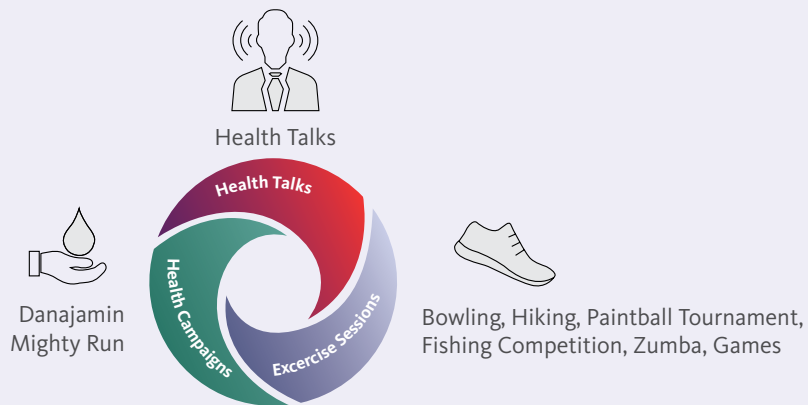 Health Talks
Health Talks
Danajamin
Mighty Run
Health Campaigns
Excercise Sessions
Bowling, Hiking, Paintball Tournament,
Fishing Competition, Zumba, Games